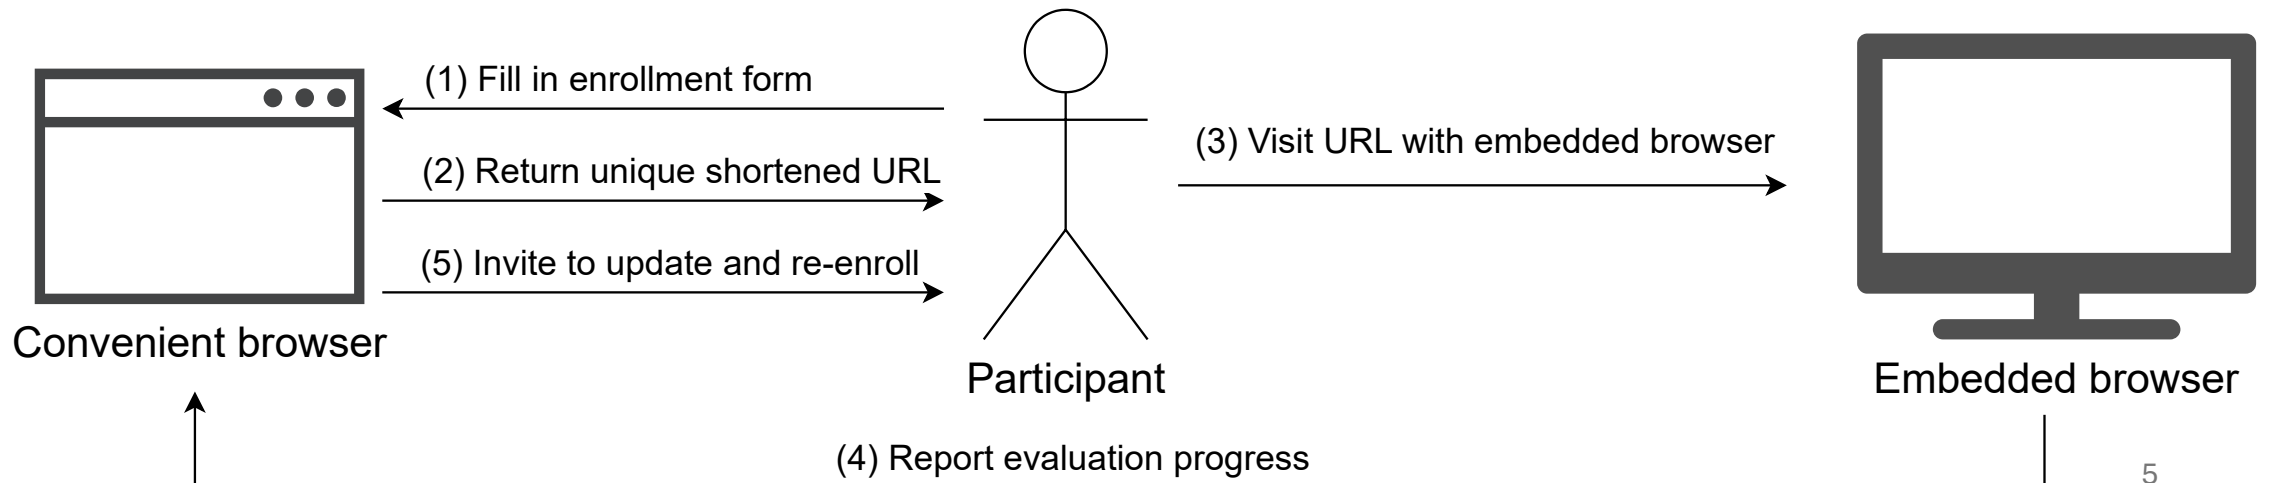 (1) Fill in enrollment form
(2) Return unique shortened URL
(3) Visit URL with embedded browser
(5) Invite to update and re-enroll
Convenient browser
Participant
Embedded browser
(4) Report evaluation progress
5